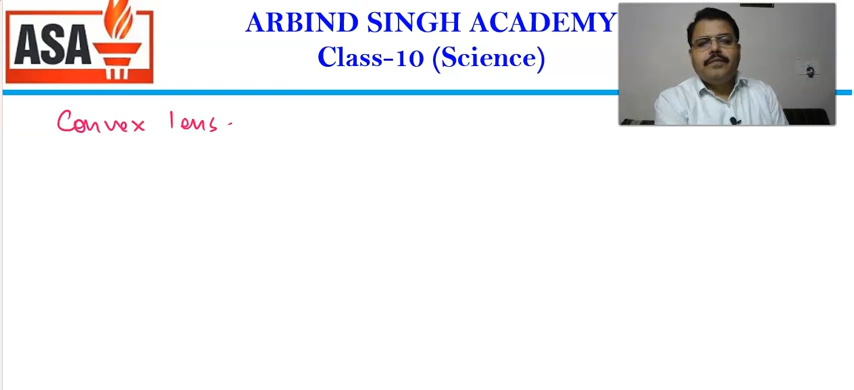 ASA
ARBIND SINGH ACADEMY
Class-10 (Science)
Convex lens.